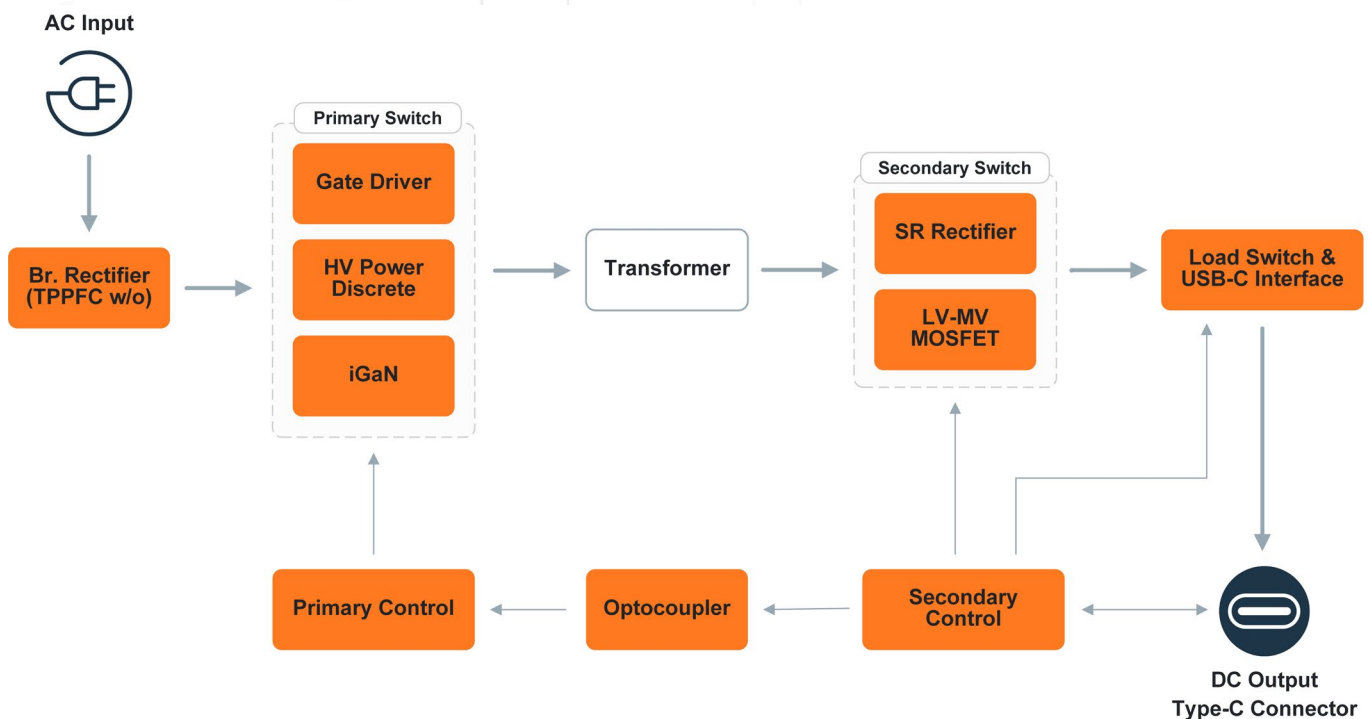 AC Input
Primary Switch
Gate Driver
HV Power
Discrete
iGaN
Br. Rectifier
(TPPFC w/o)
Transformer
Secondary Switch
SR Rectifier
LV-MV
MOSFET
Load Switch &
USB-C Interface
Primary Control
Optocoupler
Secondary
Control
DC Output
Type-C Connector